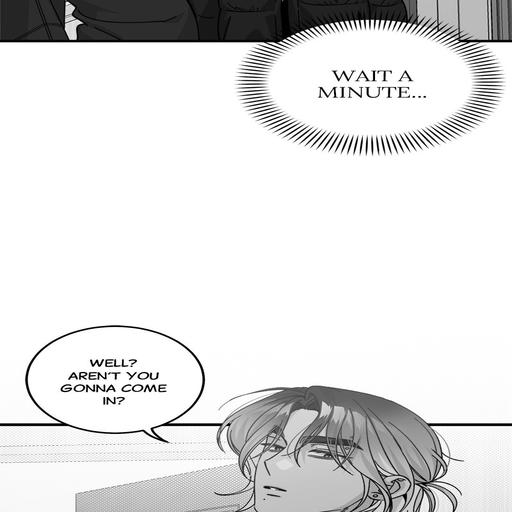 WAIT A
MINUTE...
WELL?
AREN'T YOU
GONNA COME
IN?